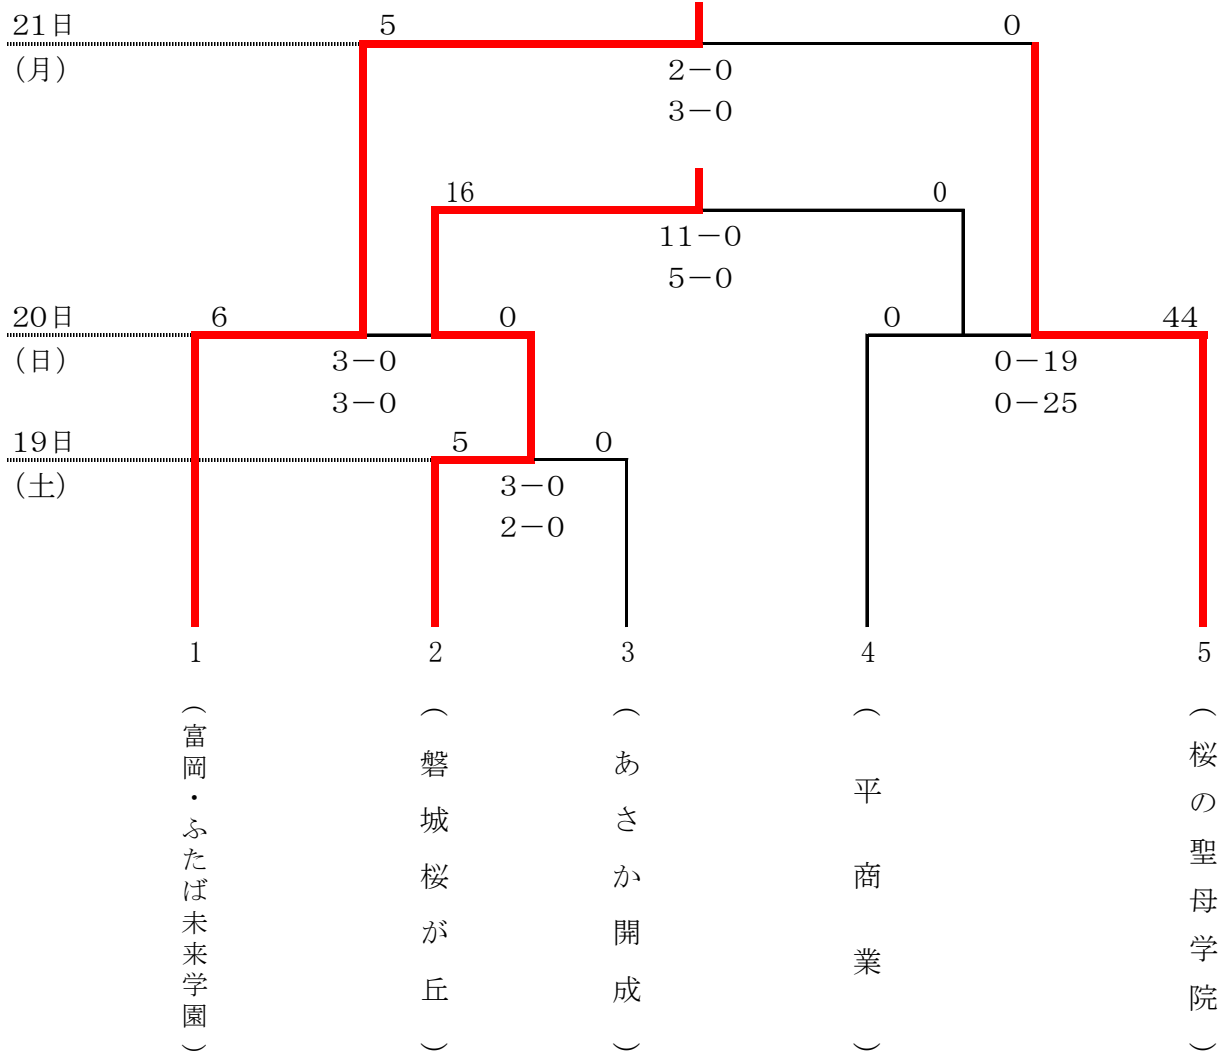 21日 5 0
(月) 2－0
3－0
16 0
11－0
5－0
20日 6 0 0 44
(日) 3－0 0－19
3－0 0－25
19日 5 0
(土) 3－0
2－0
1 2 3 4 5
（富岡・ふたば未来学園）
（磐城桜が丘）
（あさか開成）
（平商業）
（桜の聖母学院）